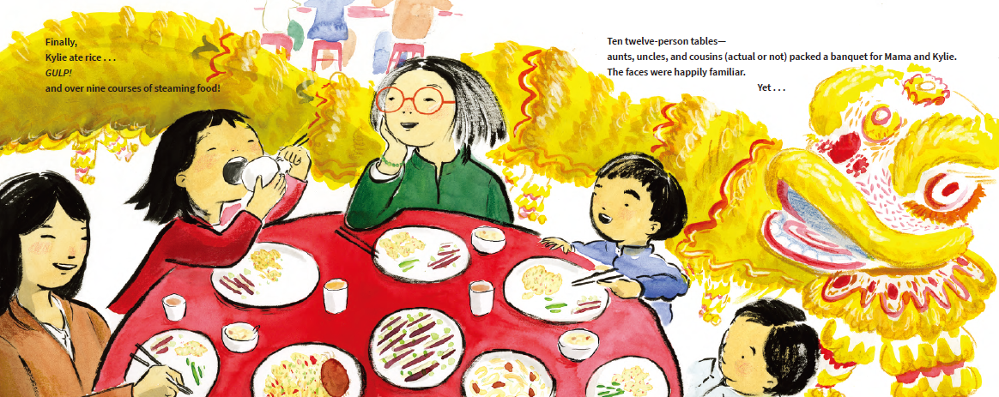 Finally,
Kylie ate rice . . .
GULP!
and over nine courses of steaming food!
Ten twelve-person tables—
aunts, uncles, and cousins (actual or not) packed a banquet for Mama and Kylie.
The faces were happily familiar.
Yet . . .